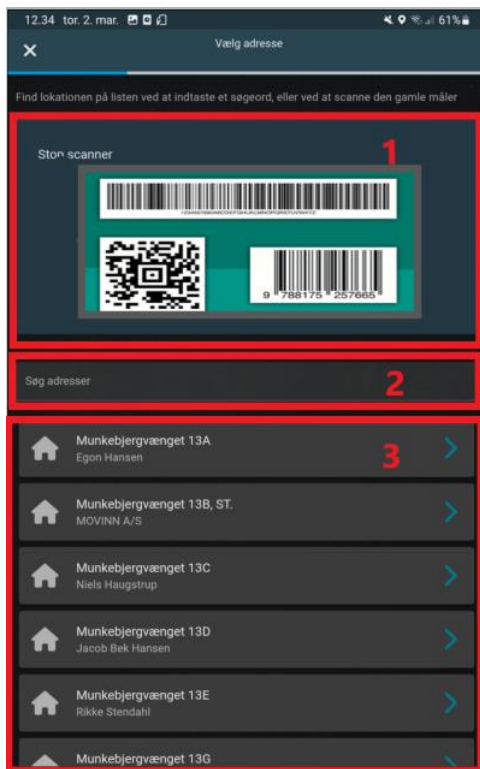 12.34 tor. 2. mar. 61%
Vælg adresse
Find lokationen på listen ved at indtaste et søgeord, eller ved at scanne den gamle måler
1
Stop scanner
9 788175 257665
Søg adresser
2
3
Munkebjergvænget 13A
Egon Hansen
Munkebjergvænget 13B, ST.
MOVINN A/S
Munkebjergvænget 13C
Niels Haugstrup
Munkebjergvænget 13D
Jacob Bek Hansen
Munkebjergvænget 13E
Rikke Stendahl
Munkebjergvænget 13G